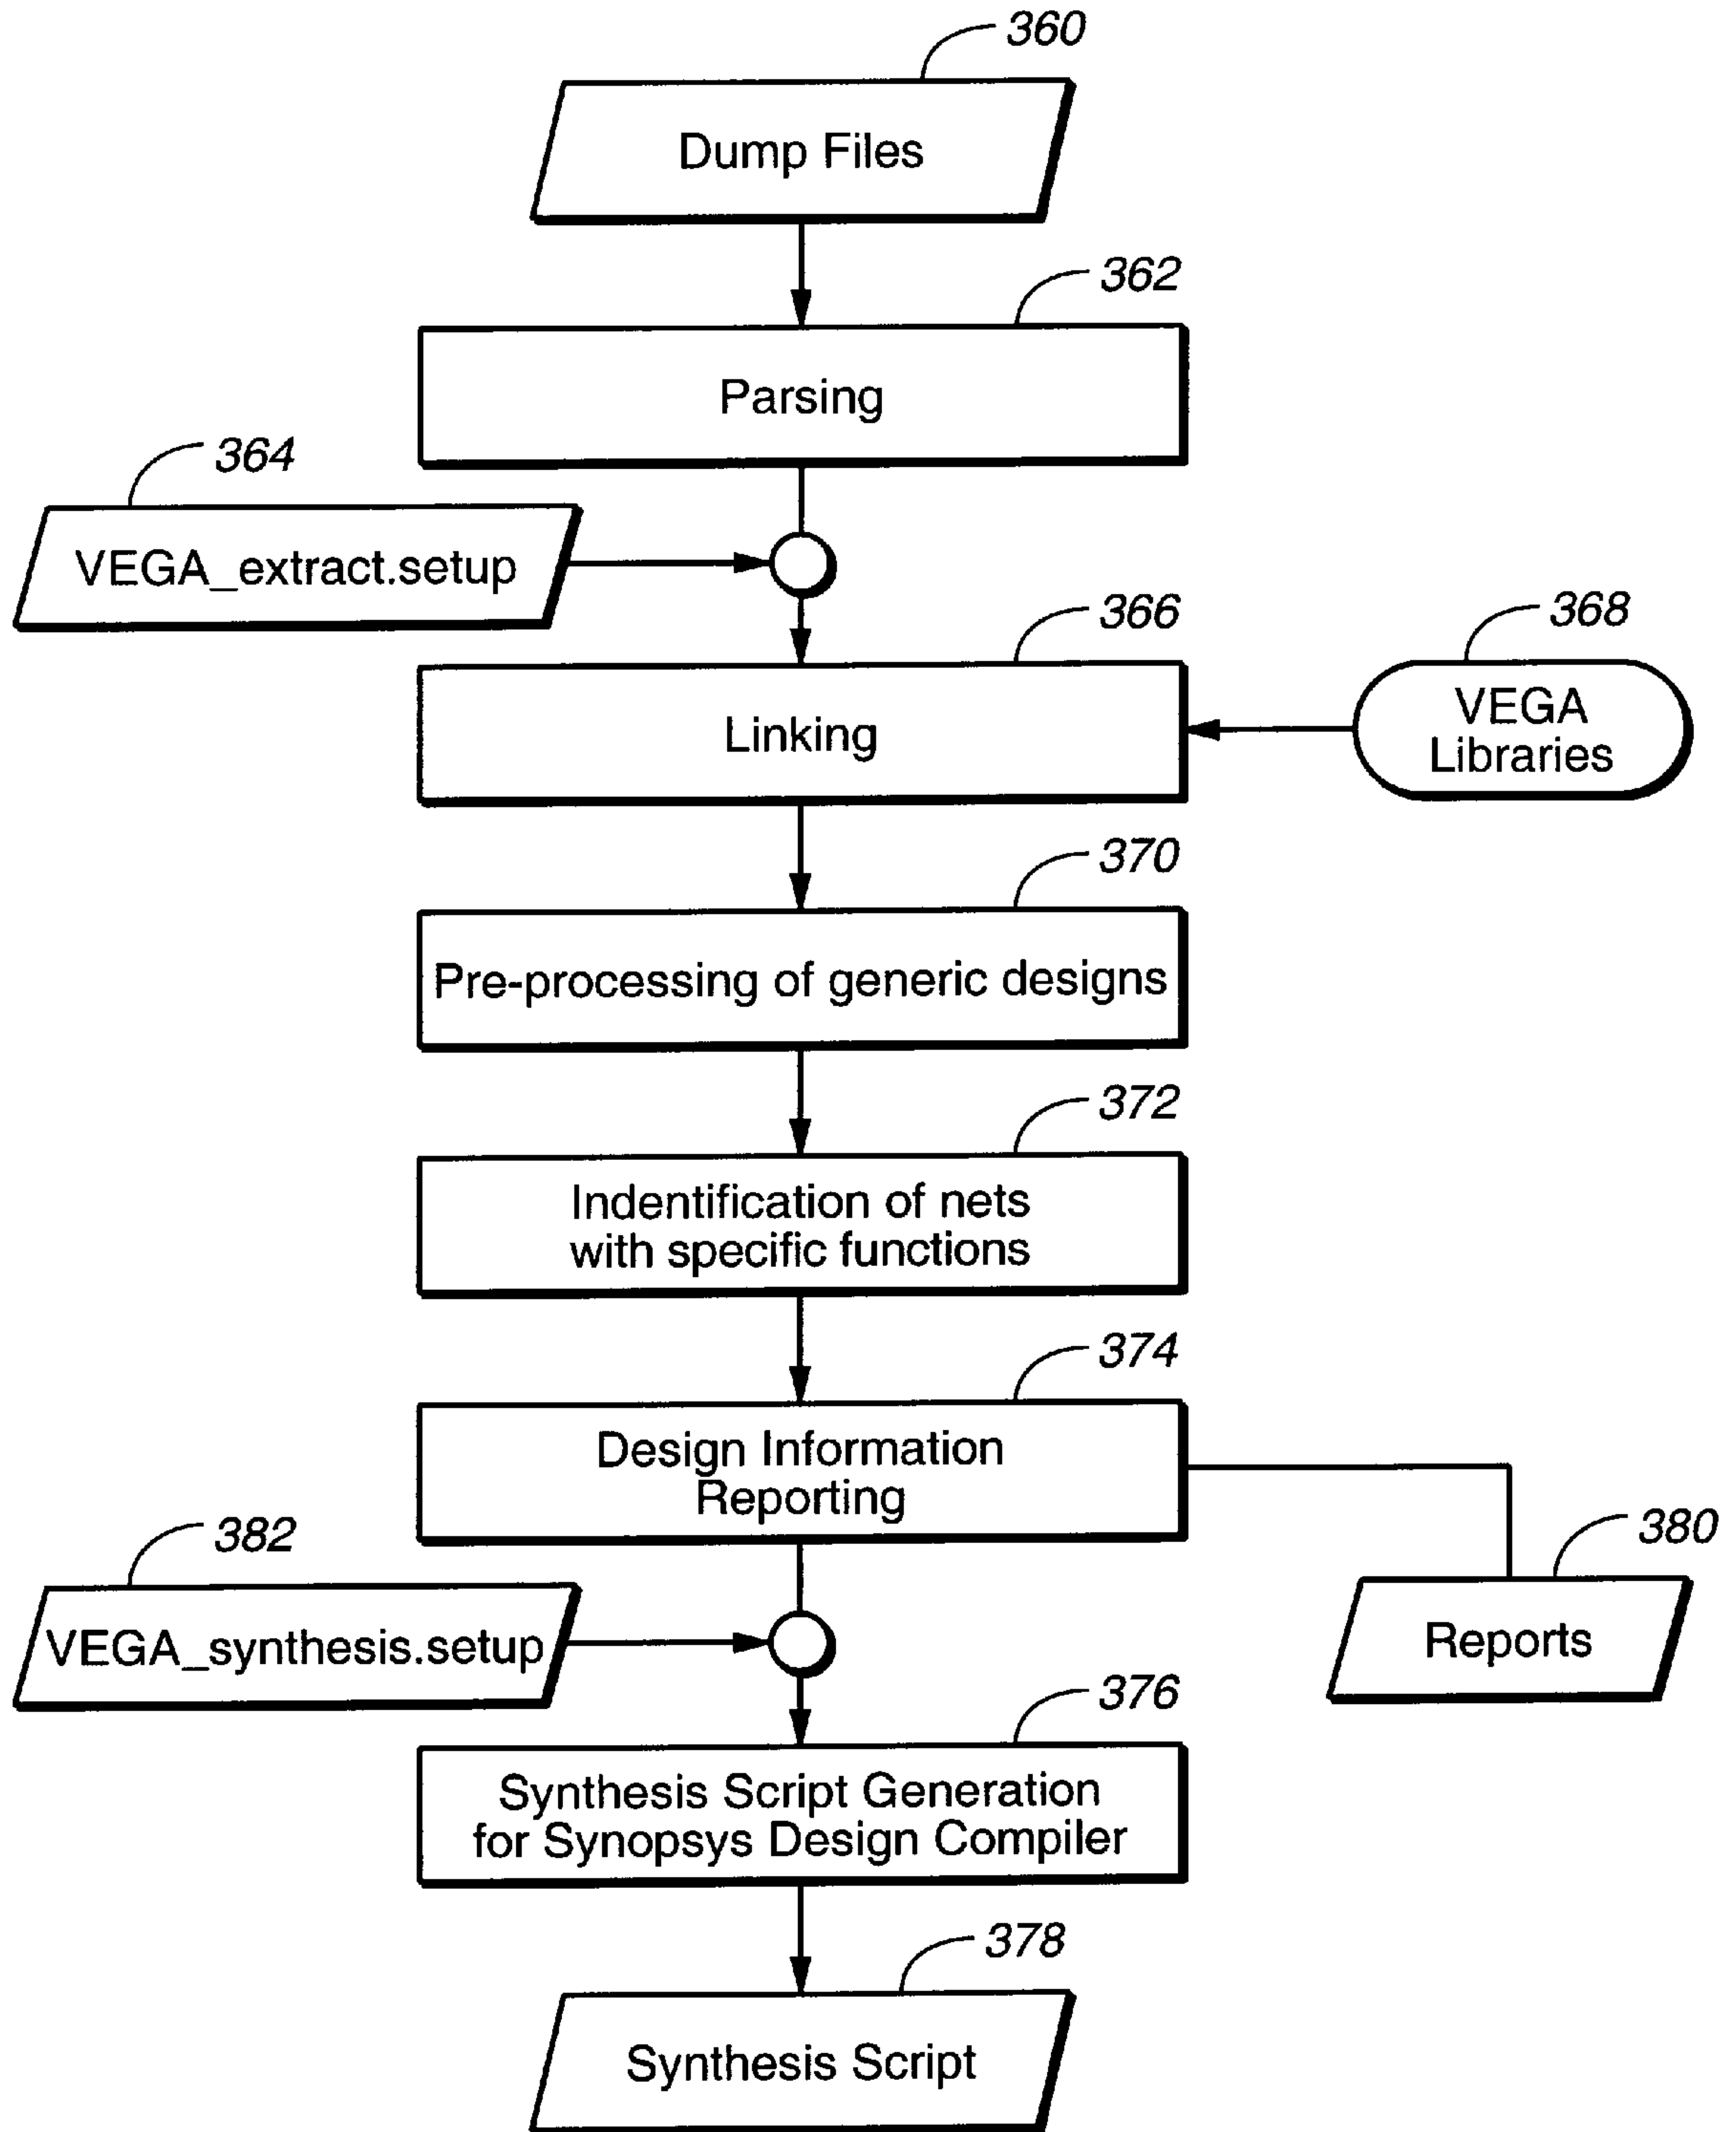 360
Dump Files
362
Parsing
364
VEGA_extract.setup
366
Linking
368
VEGA
Libraries
370
Pre-processing of generic designs
372
Indentification of nets
with specific functions
374
Design Information
Reporting
382
VEGA_synthesis.setup
380
Reports
376
Synthesis Script Generation
for Synopsys Design Compiler
378
Synthesis Script